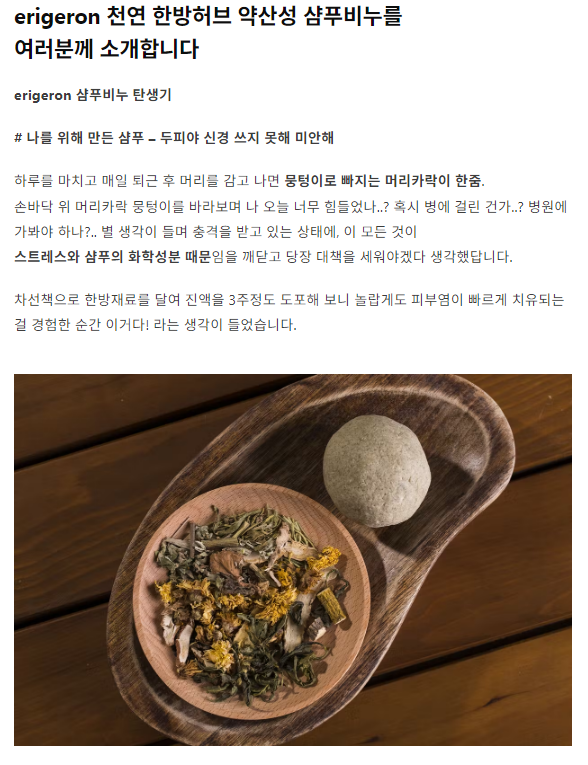 erigeron 천연 한방허브 약산성 샴푸비누를
여러분께 소개합니다
erigeron 샴푸비누 탄생기
# 나를 위해 만든 샴푸 – 두피야 신경 쓰지 못해 미안해
하루를 마치고 매일 퇴근 후 머리를 감고 나면 뭉텅이로 빠지는 머리카락이 한줌.
손바닥 위 머리카락 뭉텅이를 바라보며 나 오늘 너무 힘들었나..? 혹시 병에 걸린 건가..? 병원에
가봐야 하나?.. 별 생각이 들며 충격을 받고 있는 상태에, 이 모든 것이
스트레스와 샴푸의 화학성분 때문임을 깨닫고 당장 대책을 세워야겠다 생각했답니다.
차선책으로 한방재료를 달여 진액을 3주정도 도포해 보니 놀랍게도 피부염이 빠르게 치유되는
걸 경험한 순간 이거다! 라는 생각이 들었습니다.